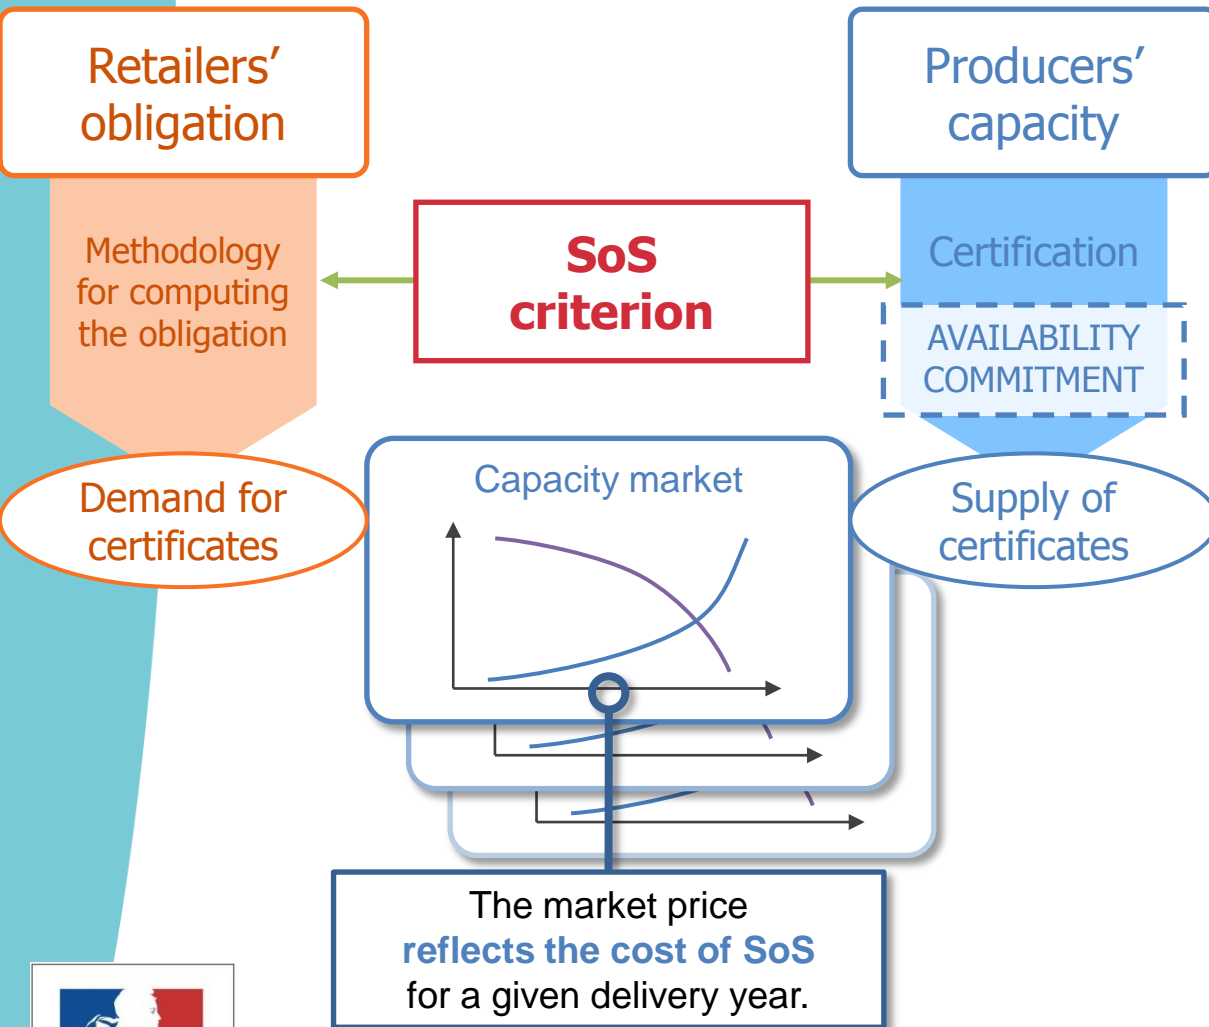 Retailers’
obligation
Producers’
capacity
Methodology
for computing
the obligation
SoS
criterion
Certification
AVAILABILITY
COMMITMENT
Demand for
certificates
Capacity market
Supply of
certificates
The market price
reflects the cost of SoS
for a given delivery year.